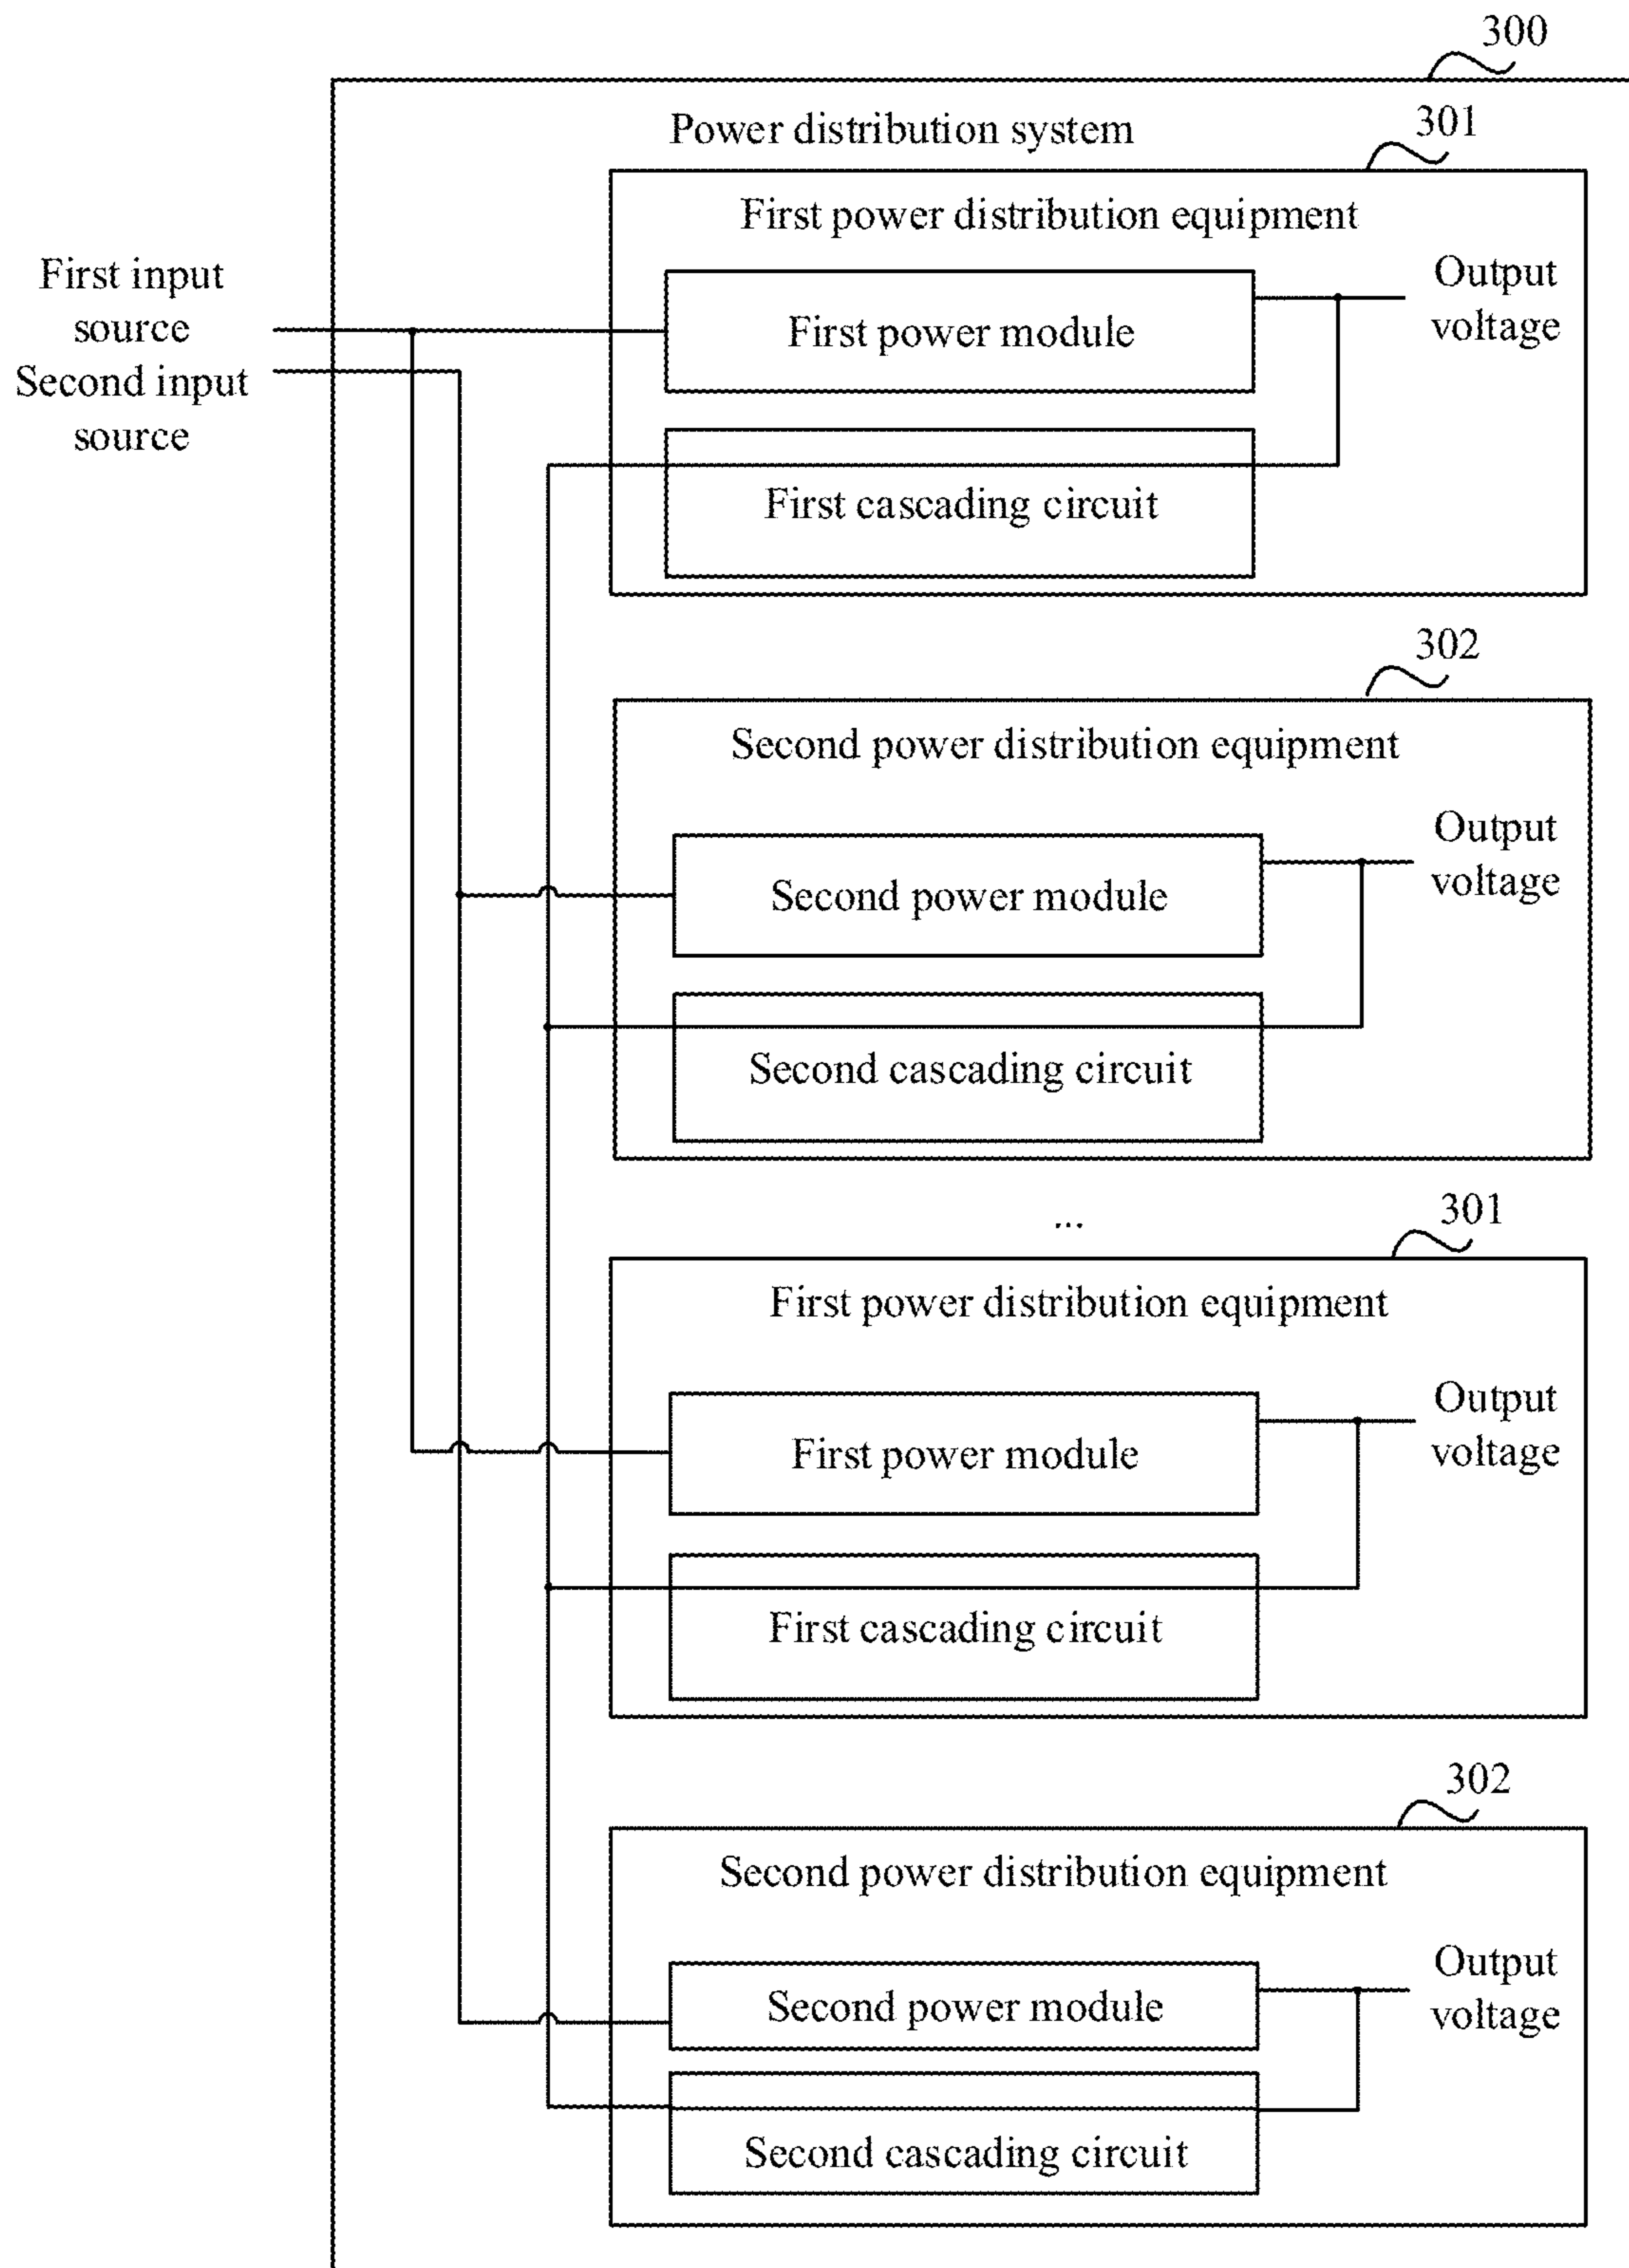 300
Power distribution system
301
First power distribution equipment
First input
source
Second input
source
First power module
Output
voltage
First cascading circuit
302
Second power distribution equipment
Second power module
Output
voltage
Second cascading circuit
...
301
First power distribution equipment
First power module
Output
voltage
First cascading circuit
302
Second power distribution equipment
Second power module
Output
voltage
Second cascading circuit